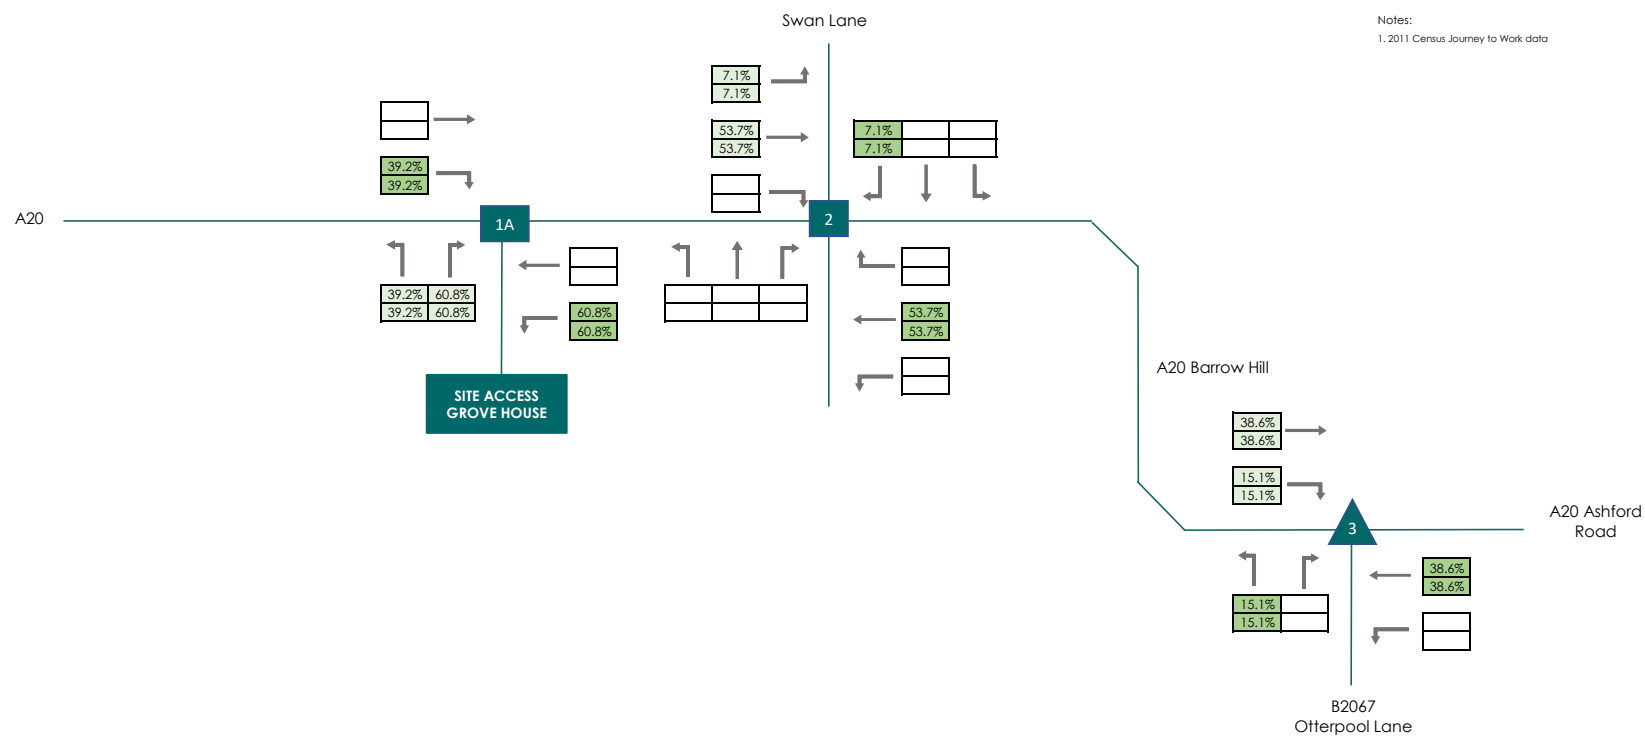 Swan Lane
Notes:
1. 2011 Census Journey to Work data
7.1%
7.1%
53.7%
53.7%
7.1%
7.1%
39.2%
39.2%
A20
1A
2
39.2% 60.8%
39.2% 60.8%
60.8%
60.8%
53.7%
53.7%
SITE ACCESS
GROVE HOUSE
A20 Barrow Hill
38.6%
38.6%
15.1%
15.1%
3
A20 Ashford
Road
38.6%
38.6%
15.1%
15.1%
B2067
Otterpool Lane